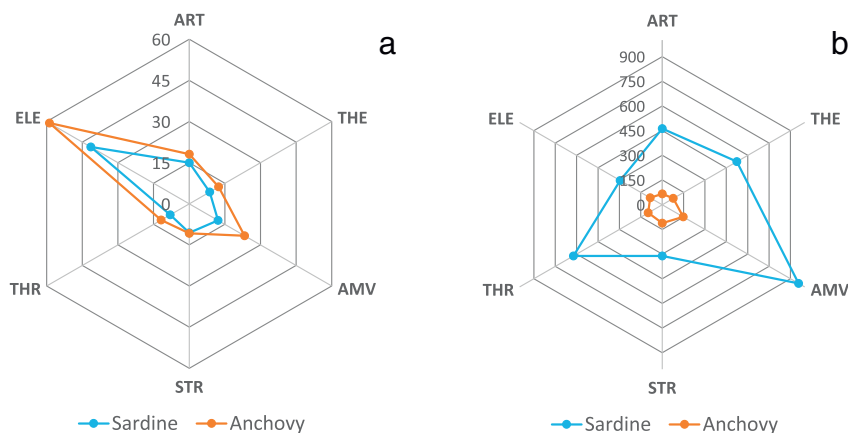 ART
60
45
30
15
0
THE
AMV
STR
THR
ELE
a
Sardine Anchovy
ART
900
750
600
450
300
150
0
THE
AMV
STR
THR
ELE
b
Sardine Anchovy